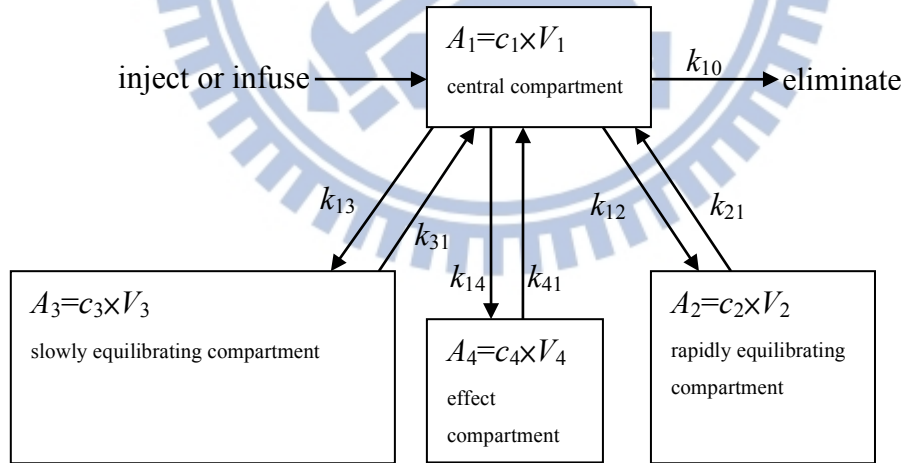 A₁=c₁×V₁
central compartment
inject or infuse
k₁₀
eliminate
k₁₃
k₃₁
k₁₄
k₄₁
k₁₂
k₂₁
A₃=c₃×V₃
slowly equilibrating compartment
A₄=c₄×V₄
effect
compartment
A₂=c₂×V₂
rapidly equilibrating
compartment